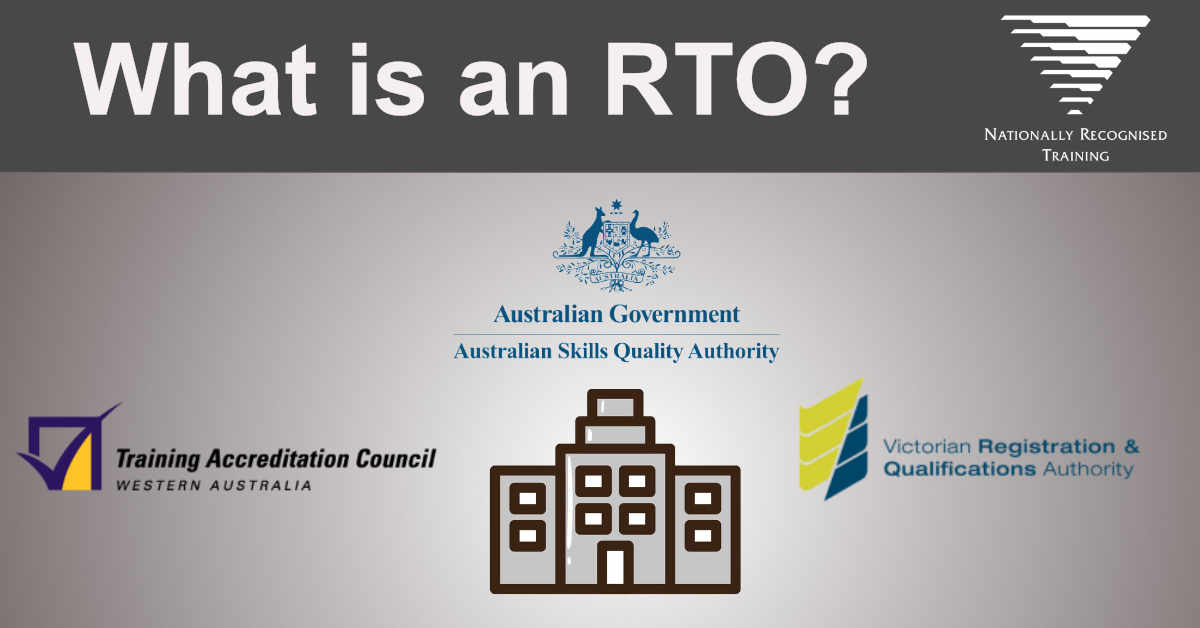 What is an RTO?
NATIONALLY RECOGNISED
TRAINING
AUSTRALIA
Australian Government
Australian Skills Quality Authority
Training Accreditation Council
WESTERN AUSTRALIA
Victorian Registration &
Qualifications Authority